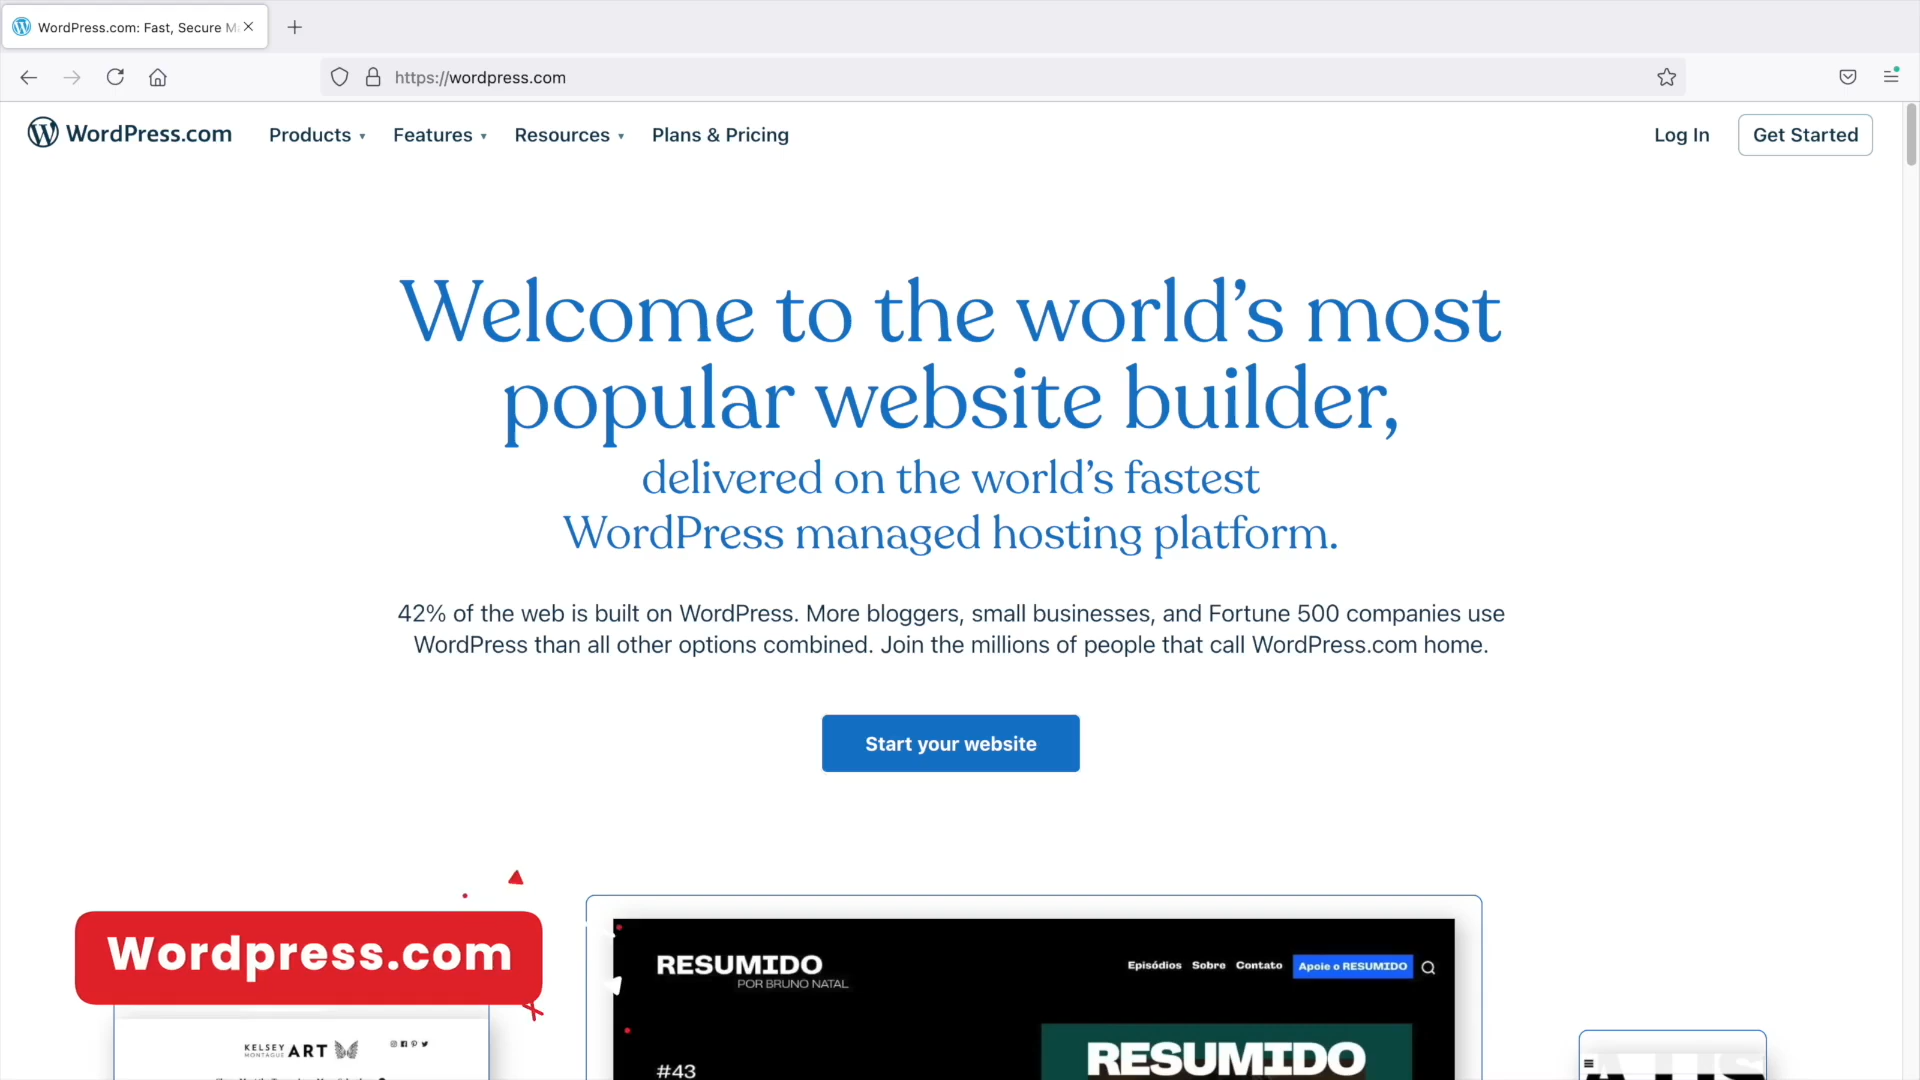 WordPress.com: Fast, Secure M
https://wordpress.com
WordPress.com
Products
Features
Resources
Plans & Pricing
Log In
Get Started
Welcome to the world’s most
popular website builder,
delivered on the world’s fastest
WordPress managed hosting platform.
42% of the web is built on WordPress. More bloggers, small businesses, and Fortune 500 companies use
WordPress than all other options combined. Join the millions of people that call WordPress.com home.
Start your website
Wordpress.com
KELSEY
MONTAGUE
ART
RESUMIDO
POR BRUNO NATAL
Episódios
Sobre
Contato
Apoie o RESUMIDO
#43
RESUMIDO